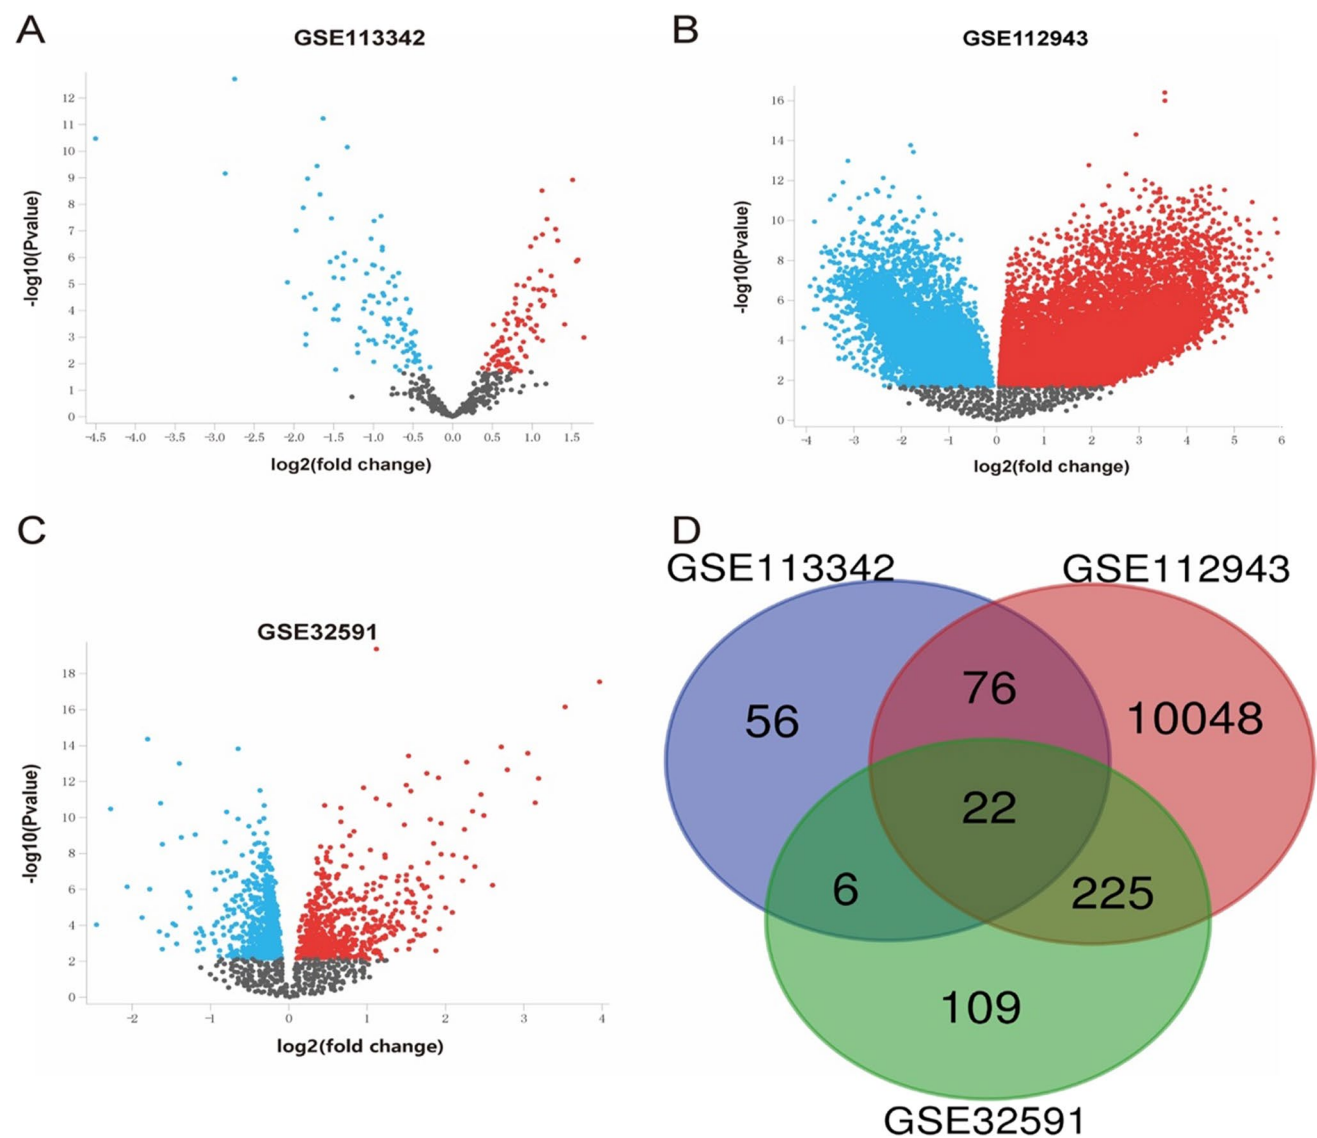 A
GSE113342
-log10(Pvalue)
12
11
10
9
8
7
6
5
4
3
2
1
0
-4.5 -4.0 -3.5 -3.0 -2.5 -2.0 -1.5 -1.0 -0.5 0.0 0.5 1.0 1.5
log2(fold change)
B
GSE112943
-log10(Pvalue)
16
14
12
10
8
6
4
2
0
-4 -3 -2 -1 0 1 2 3 4 5 6
log2(fold change)
C
GSE32591
-log10(Pvalue)
18
16
14
12
10
8
6
4
2
0
-2 -1 0 1 2 3 4
log2(fold change)
D
GSE113342 GSE112943
76
56 10048
22
6 225
109
GSE32591